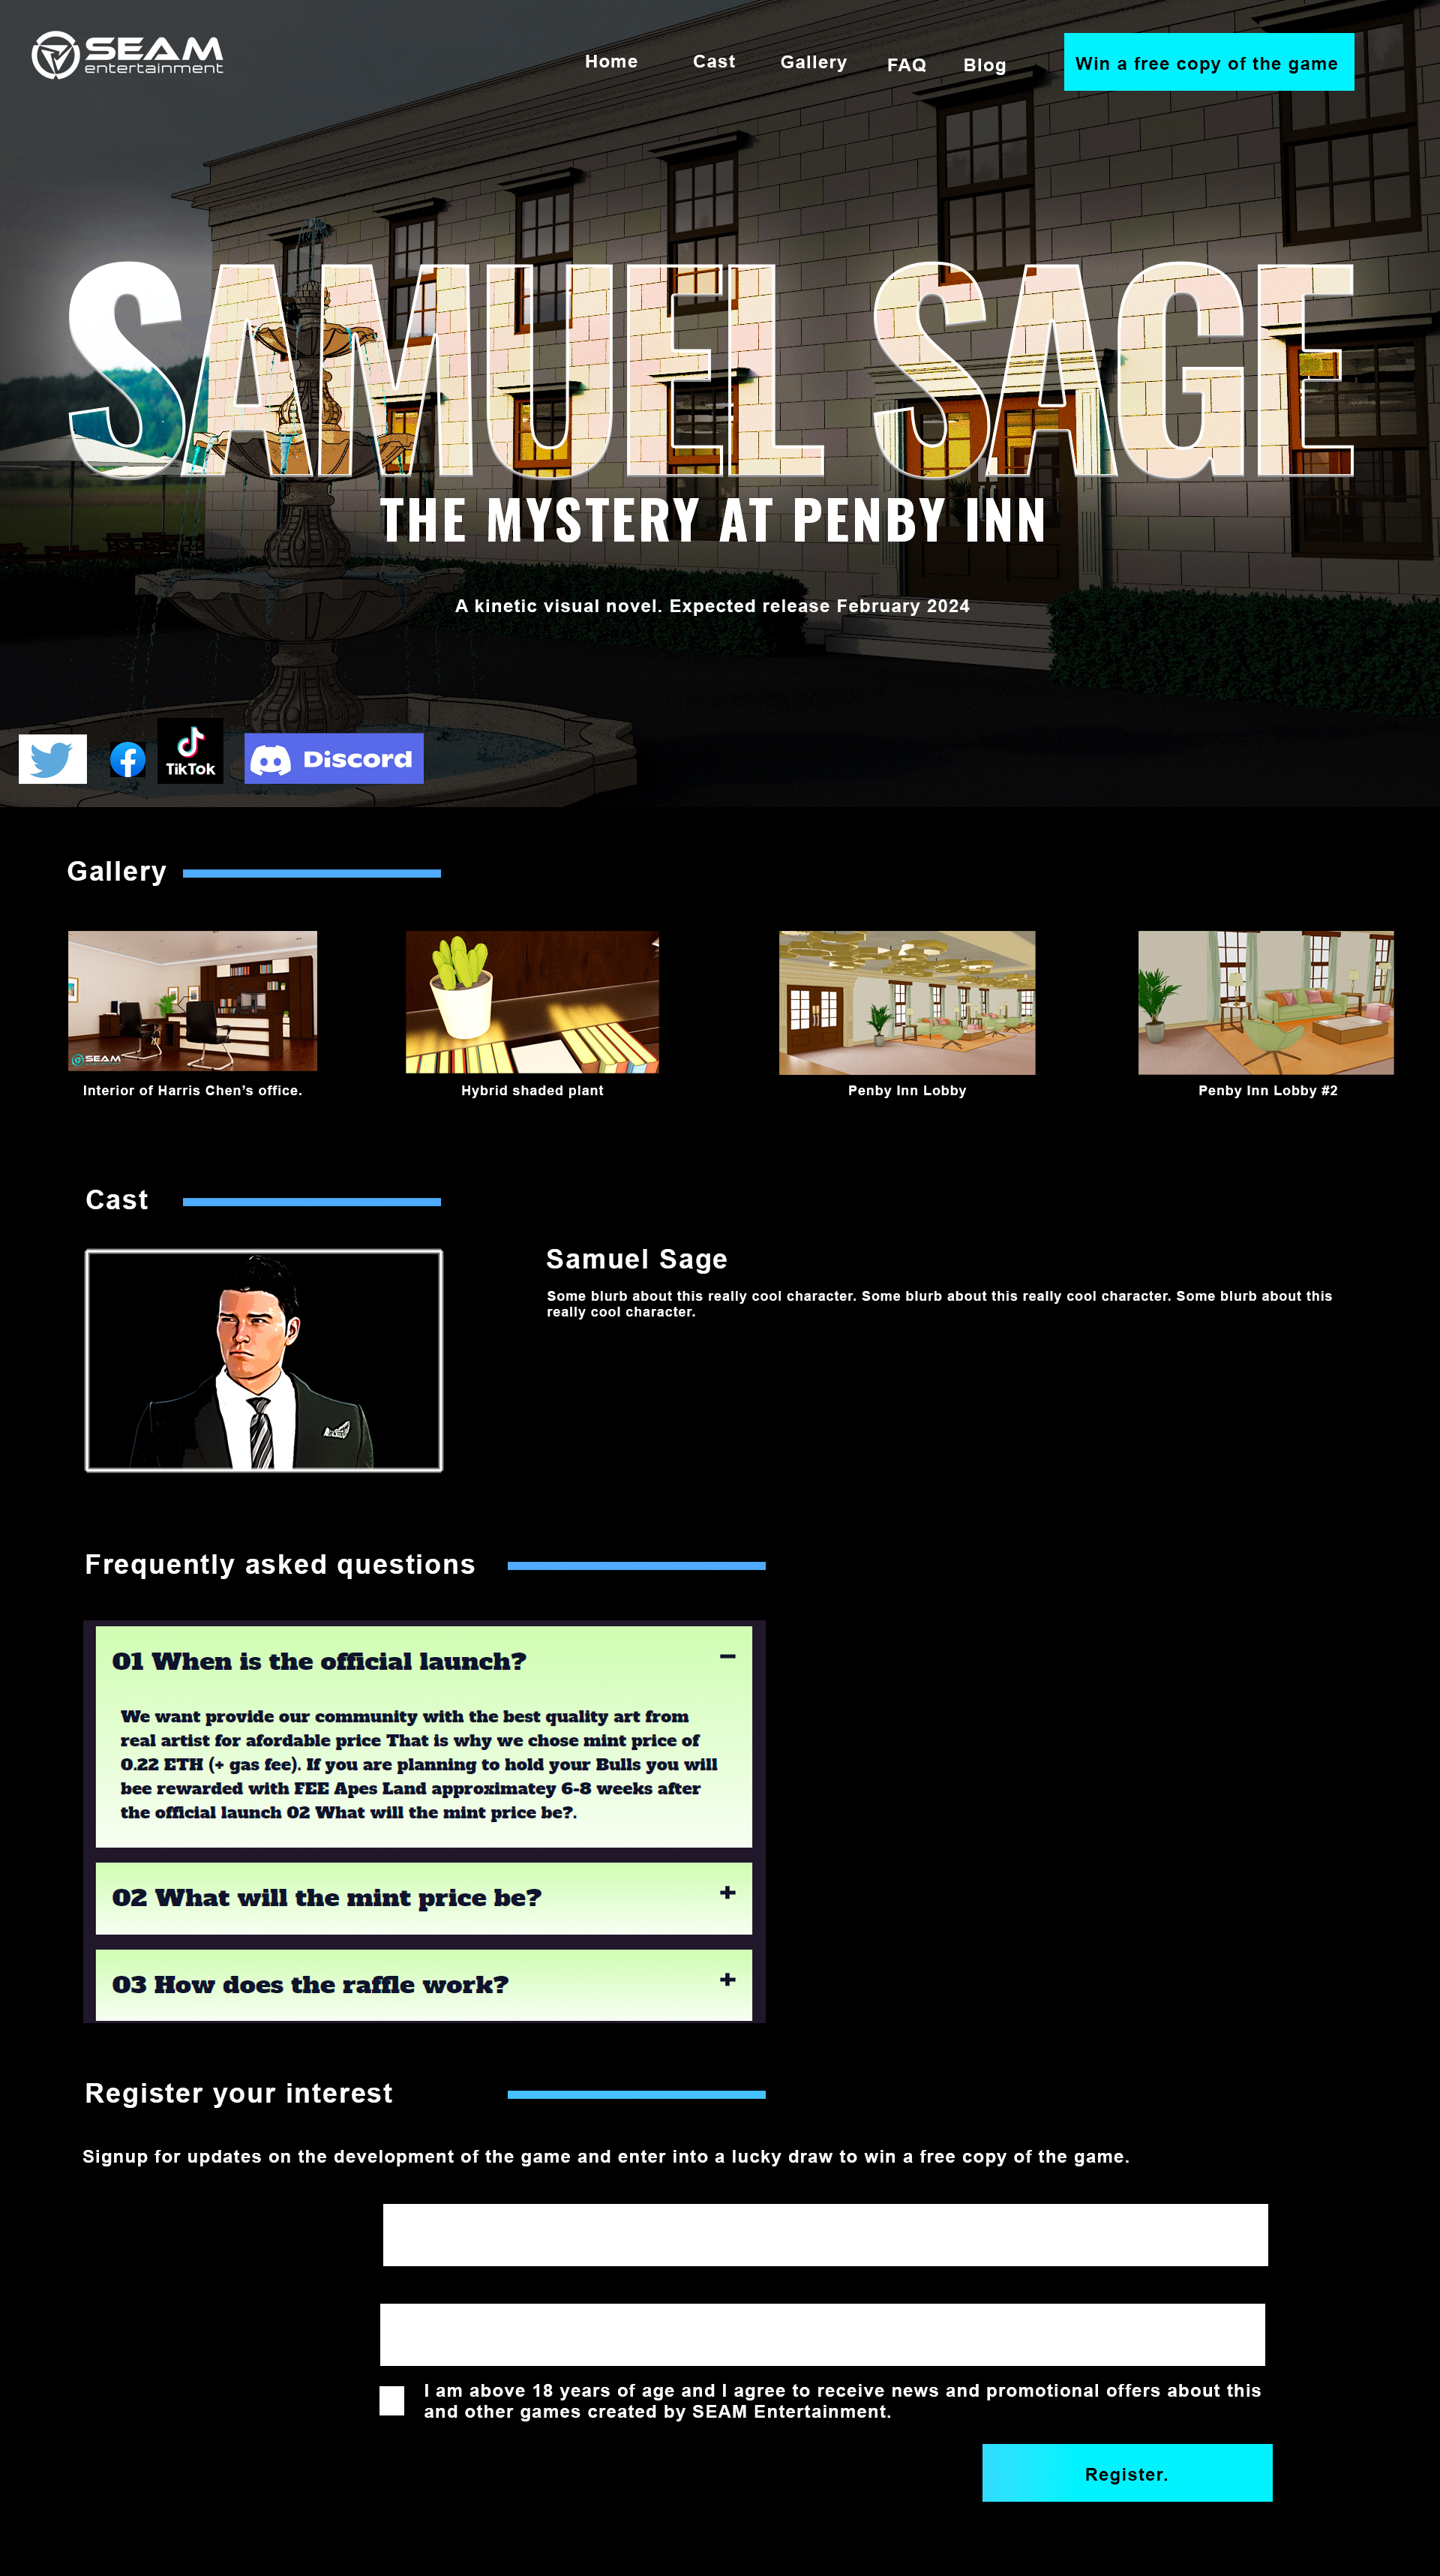 SEAM
entertainment
Home Cast Gallery FAQ Blog
Win a free copy of the game
SAMUEL SAGE
THE MYSTERY AT PENBY INN
A kinetic visual novel. Expected release February 2024
TikTok
Discord
Gallery
SEAM
Interior of Harris Chen's office.
Hybrid shaded plant
Penby Inn Lobby
Penby Inn Lobby #2
Cast
Samuel Sage
Some blurb about this really cool character. Some blurb about this really cool character. Some blurb about this
really cool character.
Frequently asked questions
01 When is the official launch?
−
We want provide our community with the best quality art from
real artist for afordable price That is why we chose mint price of
0.22 ETH (+ gas fee). If you are planning to hold your Bulls you will
bee rewarded with FEE Apes Land approximatey 6-8 weeks after
the official launch 02 What will the mint price be?.
02 What will the mint price be?
+
03 How does the raffle work?
+
Register your interest
Signup for updates on the development of the game and enter into a lucky draw to win a free copy of the game.
I am above 18 years of age and I agree to receive news and promotional offers about this
and other games created by SEAM Entertainment.
Register.